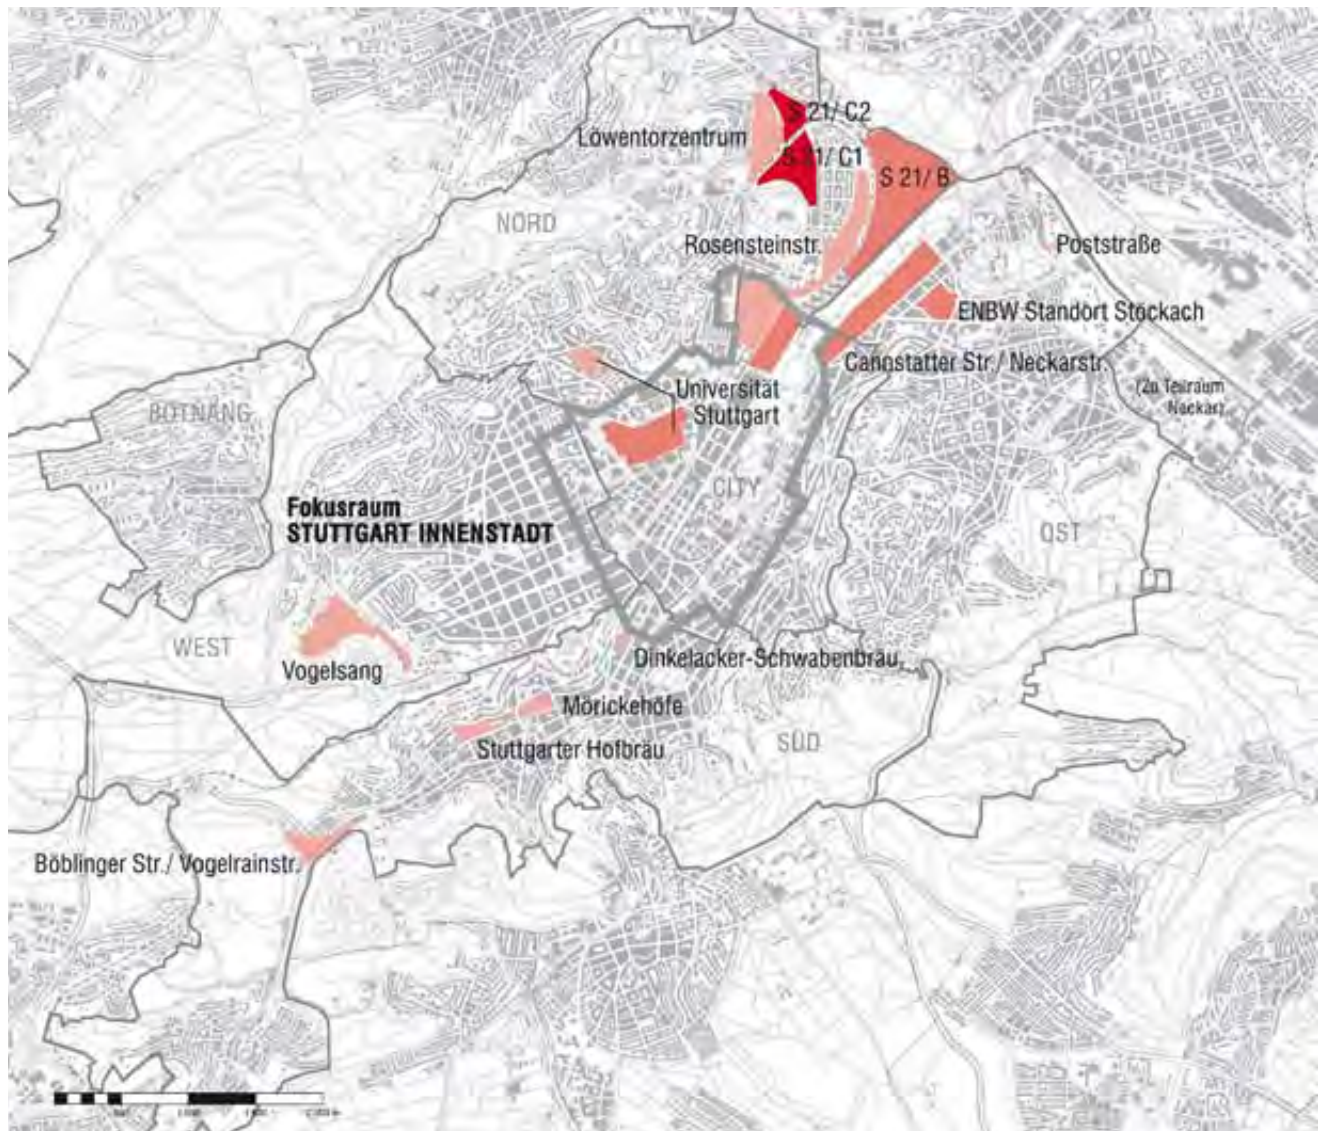 S 21/ C2
Löwentorzentrum
S 21/ C1
S 21/ B
NORD
Rosensteinstr.
Poststraße
ENBW Standort Stöckach
Cannstatter Str./ Neckarstr.
(Zu Teilraum
Neckar)
Universität
Stuttgart
BOTNANG
CITY
Fokusraum
STUTTGART INNENSTADT
OST
WEST
Vogelsang
Dinkelacker-Schwabenbräu
Mörickehöfe
Stuttgarter Hofbräu
SÜD
Böblinger Str./ Vogelrainstr.